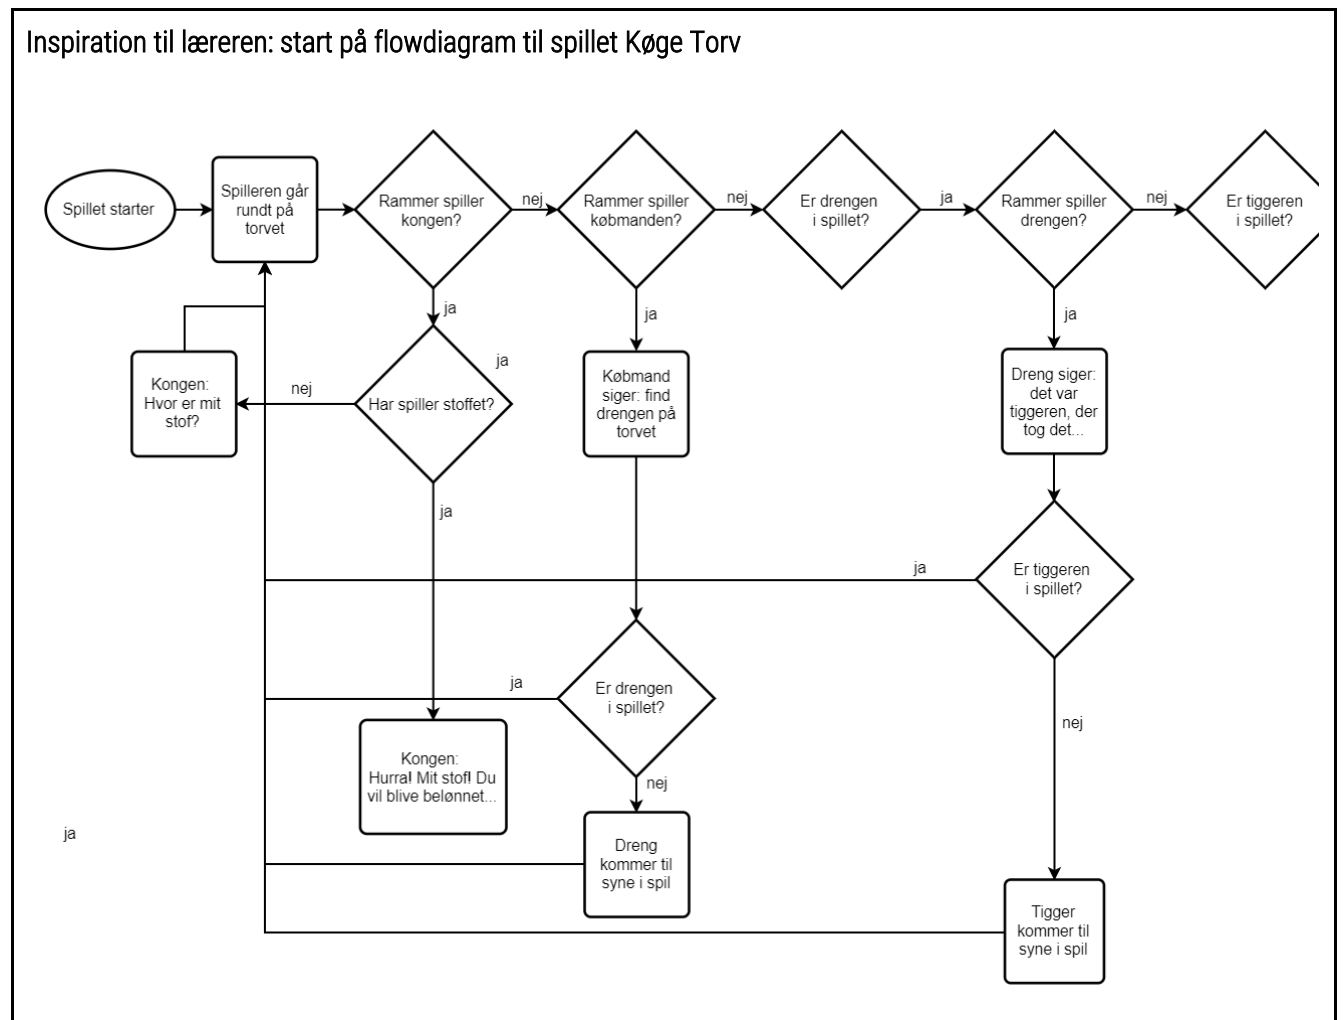 Inspiration til læreren: start på flowdiagram til spillet Køge Torv
Spillet starter
Spilleren går
rundt på
torvet
Rammer spiller
kongen?
nej
Rammer spiller
købmanden?
nej
Er drengen
i spillet?
ja
Rammer spiller
drengen?
nej
Er tiggeren
i spillet?
ja
ja
ja
ja
Kongen:
Hvor er mit
stof?
nej
Har spiller stoffet?
Købmand
siger: find
drengen på
torvet
Dreng siger:
det var
tiggeren, der
tog det...
ja
ja
Er tiggeren
i spillet?
ja
Er drengen
i spillet?
nej
Kongen:
Hurra! Mit stof! Du
vil blive belønnet...
nej
ja
Dreng
kommer til
syne i spil
Tigger
kommer til
syne i spil